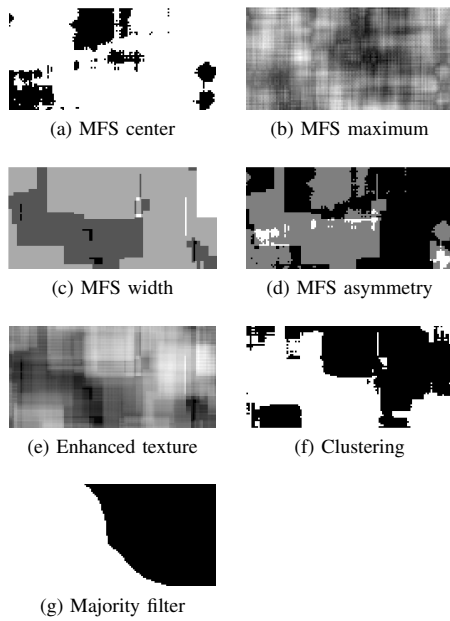 (a) MFS center
(b) MFS maximum
(c) MFS width
(d) MFS asymmetry
(e) Enhanced texture
(f) Clustering
(g) Majority filter